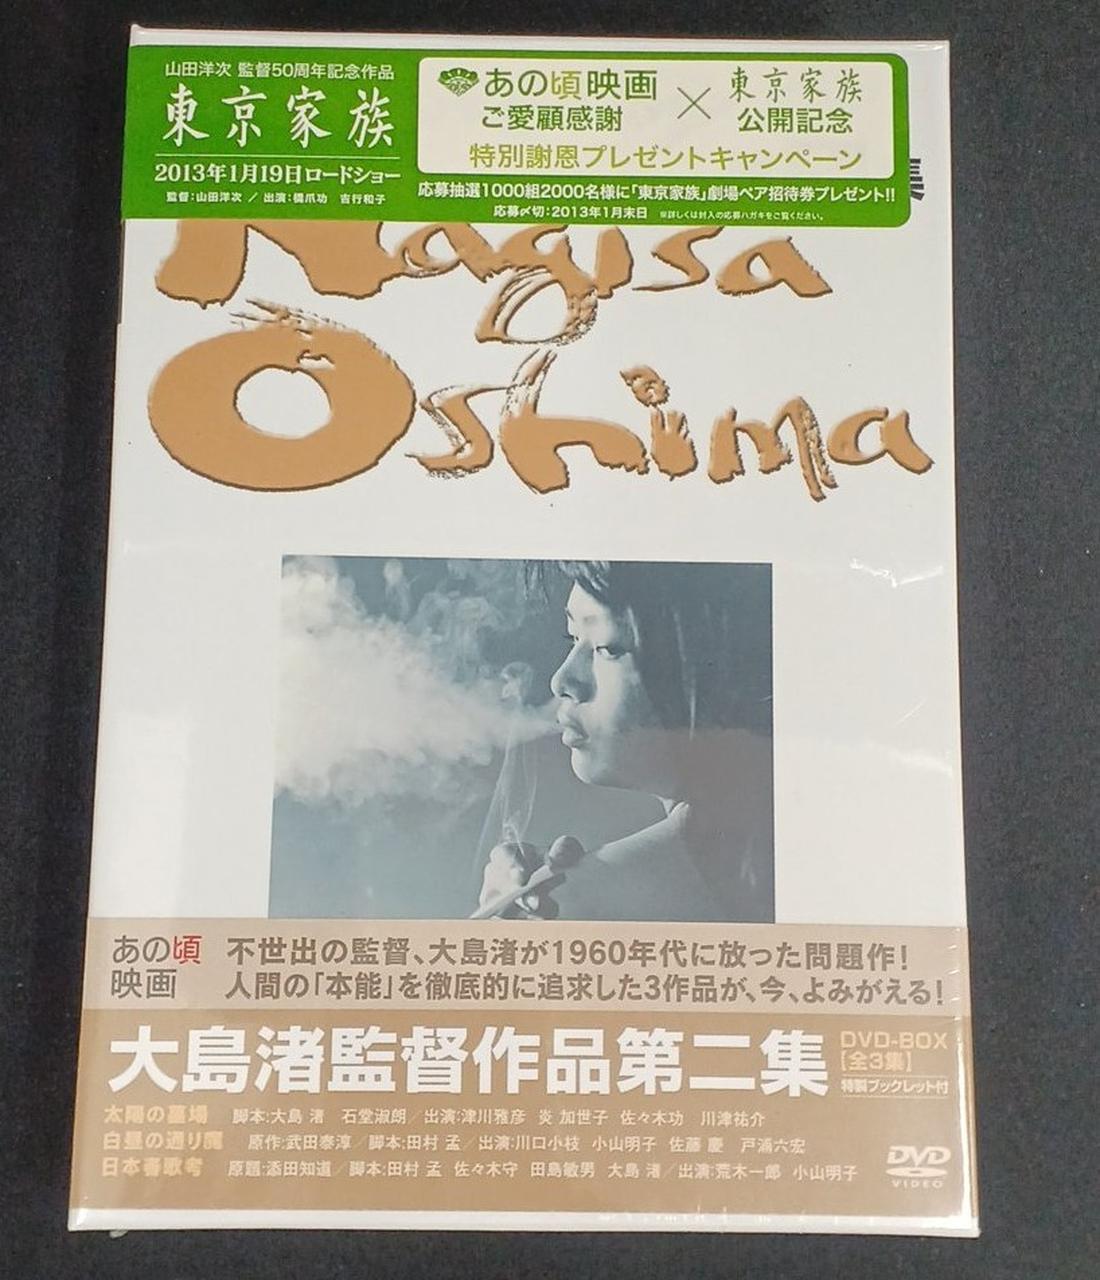 山田洋次 監督50周年記念作品
東京家族
2013年1月19日ロードショー
監督:山田洋次 / 出演:橋爪功 吉行和子
あの頃映画
ご愛顧感謝
×
東京家族
公開記念
特別謝恩プレゼントキャンペーン
応募抽選1000組2000名様に「東京家族」劇場ペア招待券プレゼント!!
応募〆切:2013年1月末日 ※詳しくは封入の応募ハガキをご覧ください。
集
Nagisa
Oshima
あの頃
映画
不世出の監督、大島渚が1960年代に放った問題作!
人間の「本能」を徹底的に追求した3作品が、今、よみがえる!
大島渚監督作品第二集
DVD-BOX
[全3集]
特製ブックレット付
太陽の墓場 脚本:大島 渚 石堂淑朗/出演:津川雅彦 炎 加世子 佐々木功 川津祐介
白昼の通り魔 原作:武田泰淳/脚本:田村 孟/出演:川口小枝 小山明子 佐藤 慶 戸浦六宏
日本春歌考 原題:添田知道/脚本:田村 孟 佐々木守 田島敏男 大島 渚/出演:荒木一郎 小山明子
DVD
VIDEO